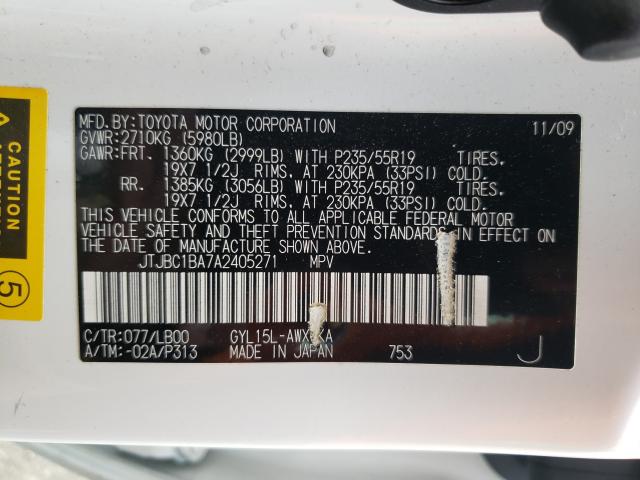 MFD.BY:TOYOTA MOTOR CORPORATION 11/09
GVWR:2710KG (5980LB)
GAWR:FRT. 1360KG (2999LB) WITH P235/55R19 TIRES.
19X7 1/2J RIMS. AT 230KPA (33PSI) COLD.
RR. 1385KG (3056LB) WITH P235/55R19 TIRES.
19X7 1/2J RIMS. AT 230KPA (33PSI) COLD.
THIS VEHICLE CONFORMS TO ALL APPLICABLE FEDERAL MOTOR
VEHICLE SAFETY AND THEFT PREVENTION STANDARDS IN EFFECT ON
THE DATE OF MANUFACTURE SHOWN ABOVE.
JTJBC1BA7A2405271 MPV
C/TR:077/LB00 GYL15L-AWX KA
A/TM:-02A/P313 MADE IN JAPAN 753 J
CAUTION
5